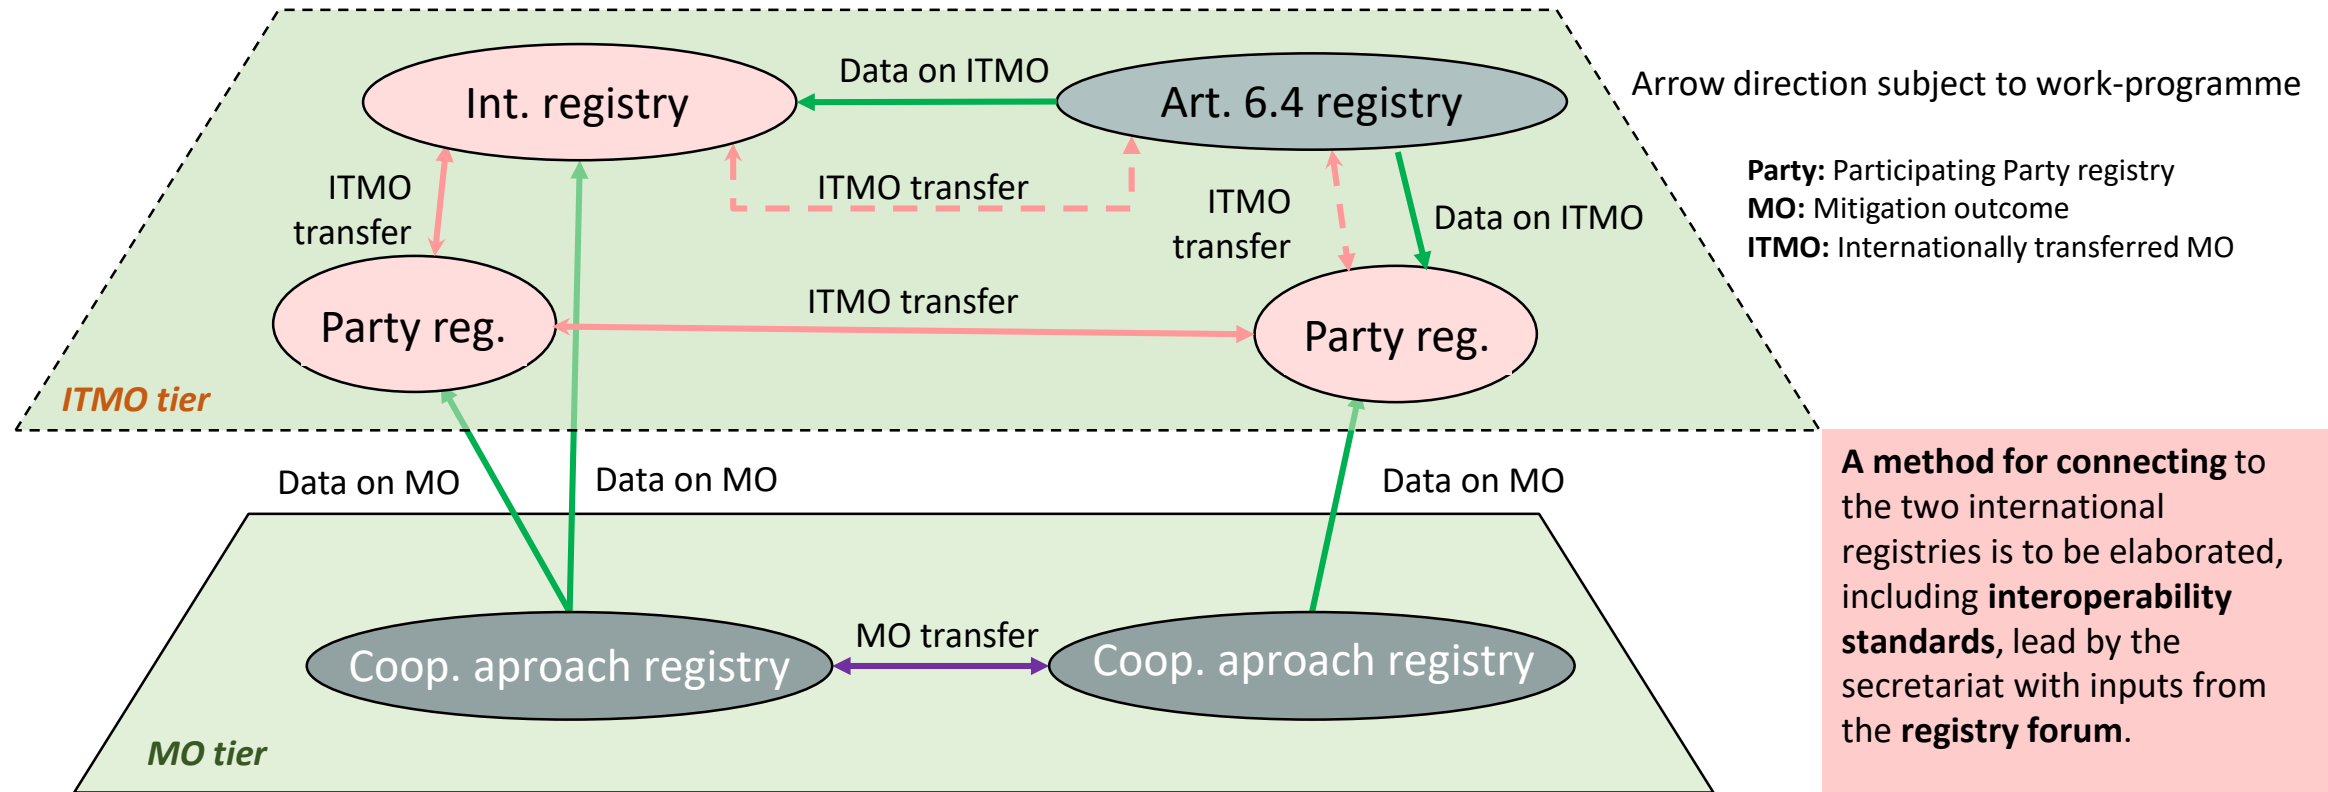 Data on ITMO
Int. registry
Art. 6.4 registry
Arrow direction subject to work-programme
ITMO
transfer
ITMO transfer
ITMO
transfer
Data on ITMO
Party: Participating Party registry
MO: Mitigation outcome
ITMO: Internationally transferred MO
ITMO transfer
Party reg.
Party reg.
ITMO tier
Data on MO
Data on MO
Data on MO
A method for connecting to
the two international
registries is to be elaborated,
including interoperability
standards, lead by the
secretariat with inputs from
the registry forum.
MO transfer
Coop. aproach registry
Coop. aproach registry
MO tier